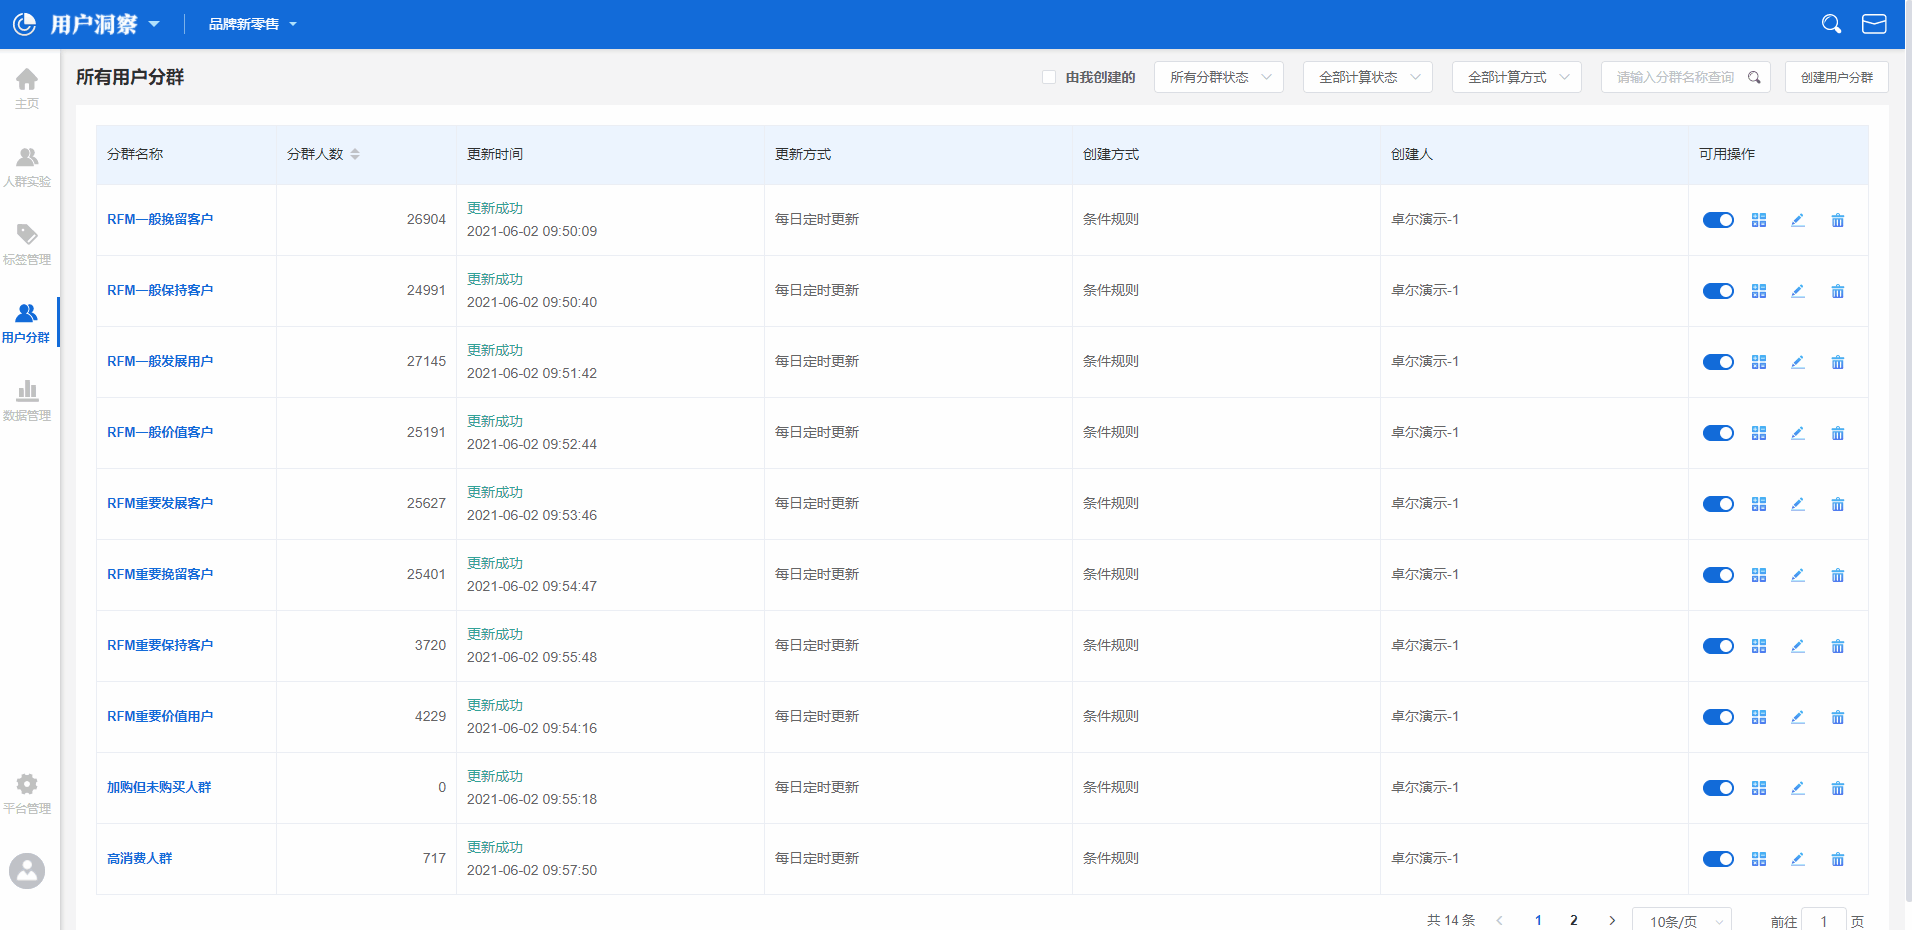 用户洞察 品牌新零售
主页
人群实验
标签管理
用户分群
数据管理
平台管理
所有用户分群 由我创建的 所有分群状态 全部计算状态 全部计算方式 请输入分群名称查询 创建用户分群
分群名称 分群人数 更新时间 更新方式 创建方式 创建人 可用操作
RFM一般挽留客户 26904 更新成功 2021-06-02 09:50:09 每日定时更新 条件规则 卓尔演示-1
RFM一般保持客户 24991 更新成功 2021-06-02 09:50:40 每日定时更新 条件规则 卓尔演示-1
RFM一般发展用户 27145 更新成功 2021-06-02 09:51:42 每日定时更新 条件规则 卓尔演示-1
RFM一般价值客户 25191 更新成功 2021-06-02 09:52:44 每日定时更新 条件规则 卓尔演示-1
RFM重要发展客户 25627 更新成功 2021-06-02 09:53:46 每日定时更新 条件规则 卓尔演示-1
RFM重要挽留客户 25401 更新成功 2021-06-02 09:54:47 每日定时更新 条件规则 卓尔演示-1
RFM重要保持客户 3720 更新成功 2021-06-02 09:55:48 每日定时更新 条件规则 卓尔演示-1
RFM重要价值用户 4229 更新成功 2021-06-02 09:54:16 每日定时更新 条件规则 卓尔演示-1
加购但未购买人群 0 更新成功 2021-06-02 09:55:18 每日定时更新 条件规则 卓尔演示-1
高消费人群 717 更新成功 2021-06-02 09:57:50 每日定时更新 条件规则 卓尔演示-1
共 14 条 1 2 10条/页 前往 1 页